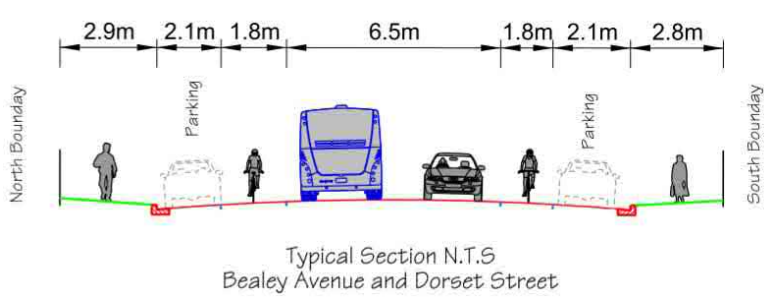 2.9m 2.1m 1.8m 6.5m 1.8m 2.1m 2.8m
North Bounday
Parking
Parking
South Bounday
Typical Section N.T.S
Bealey Avenue and Dorset Street